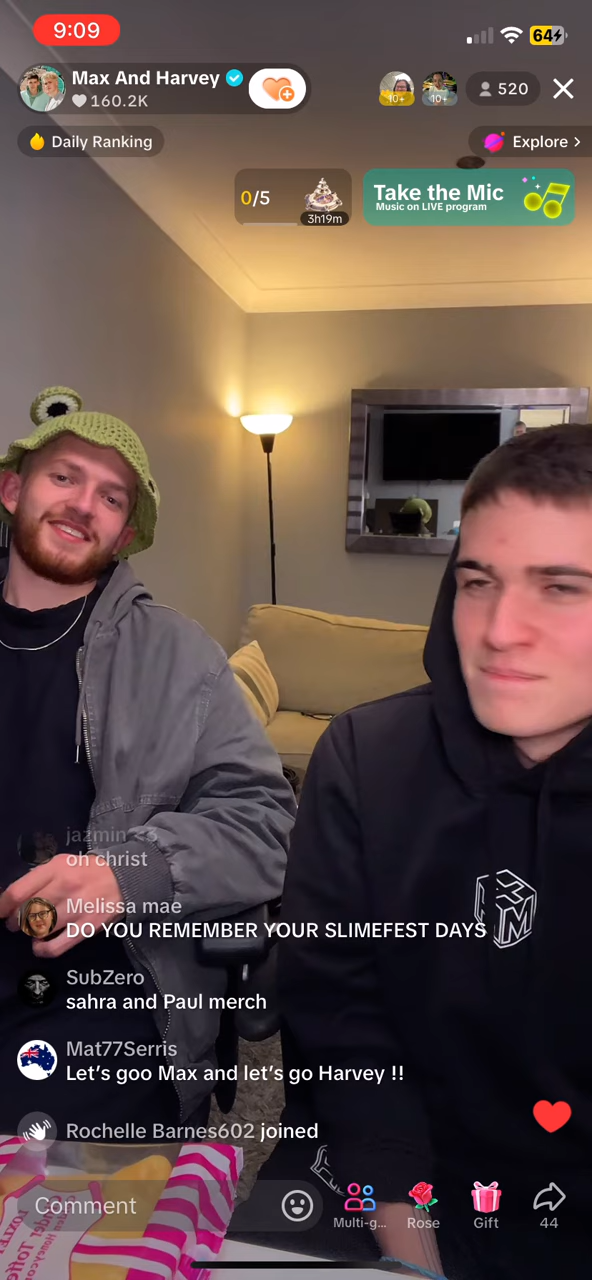 9:09
64
Max And Harvey
160.2K
10+
10+
520
Daily Ranking
Explore >
0/5
3h19m
Take the Mic
Music on LIVE program
jazmin <3
oh christ
Melissa mae
DO YOU REMEMBER YOUR SLIMEFEST DAYS
SubZero
sahra and Paul merch
Mat77Serris
Let's goo Max and let's go Harvey !!
Rochelle Barnes602 joined
Comment
Multi-g...
Rose
Gift
44